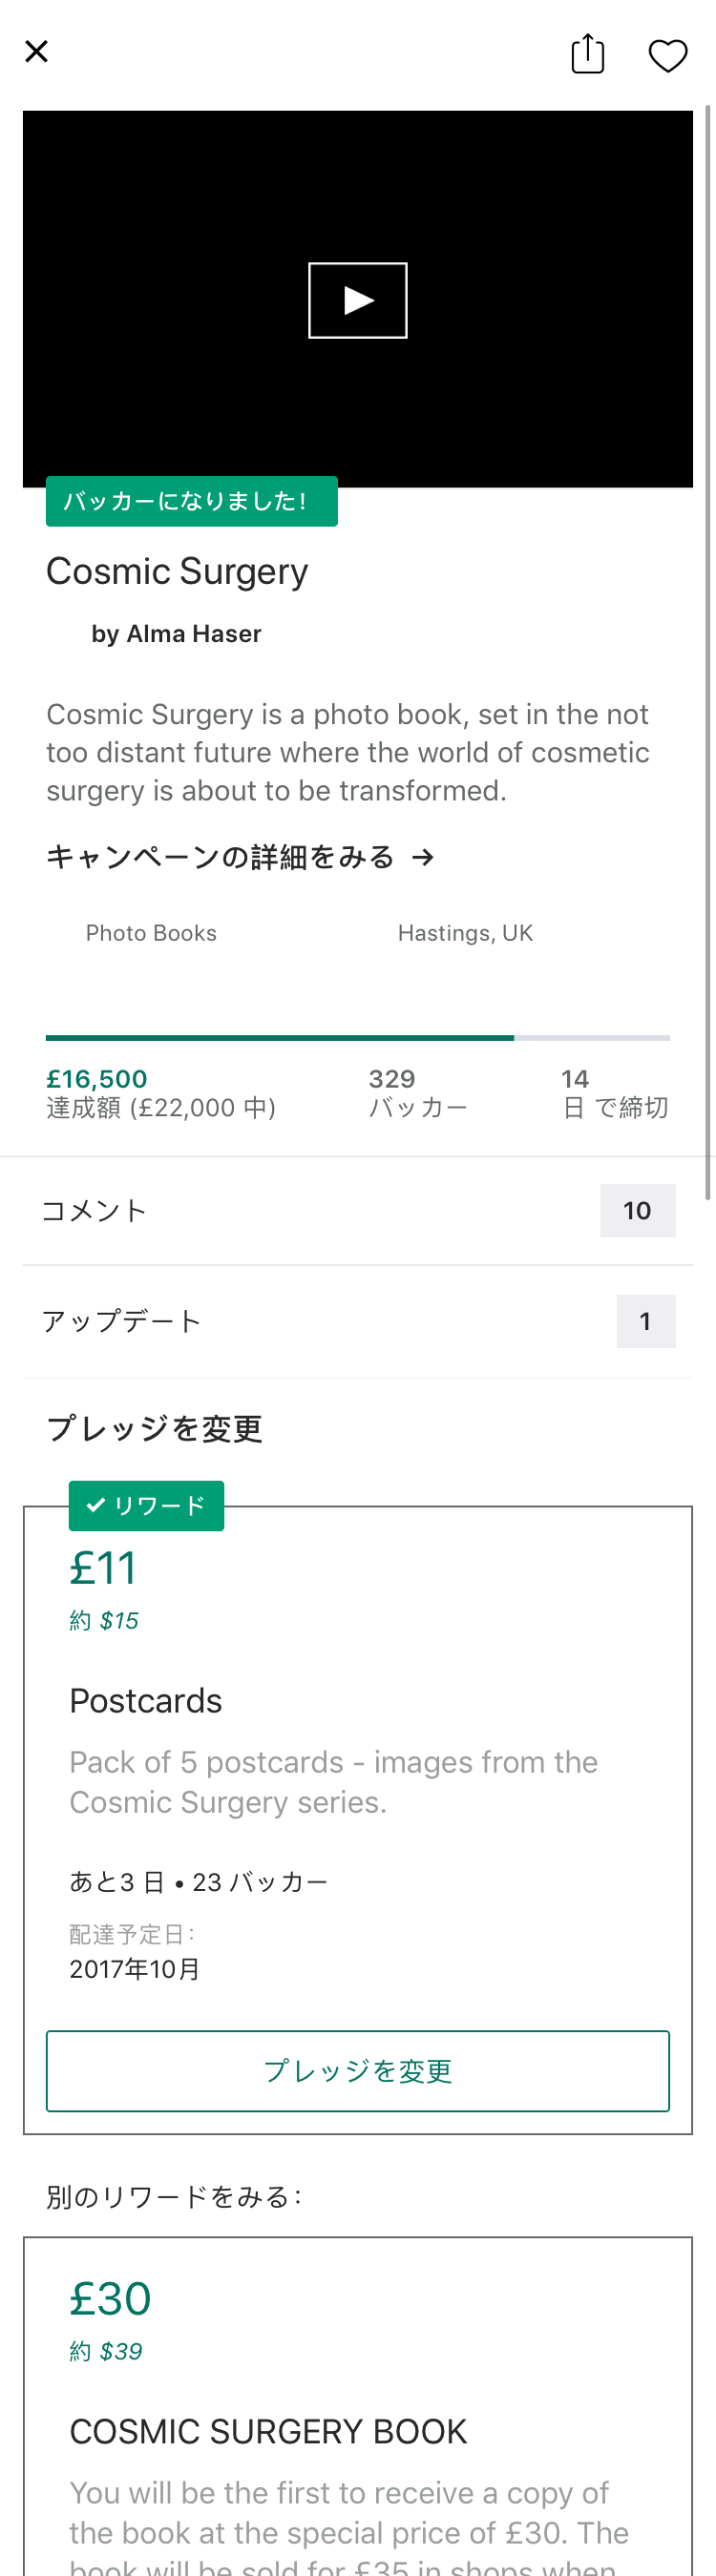 バッカーになりました!
Cosmic Surgery
by Alma Haser
Cosmic Surgery is a photo book, set in the not
too distant future where the world of cosmetic
surgery is about to be transformed.
キャンペーンの詳細をみる →
Photo Books
Hastings, UK
£16,500
達成額 (£22,000 中)
329
バッカー
14
日 で締切
コメント
10
アップデート
1
プレッジを変更
✓ リワード
£11
約 $15
Postcards
Pack of 5 postcards - images from the
Cosmic Surgery series.
あと3 日 • 23 バッカー
配達予定日:
2017年10月
プレッジを変更
別のリワードをみる:
£30
約 $39
COSMIC SURGERY BOOK
You will be the first to receive a copy of
the book at the special price of £30. The
book will be sold for £35 in shops when